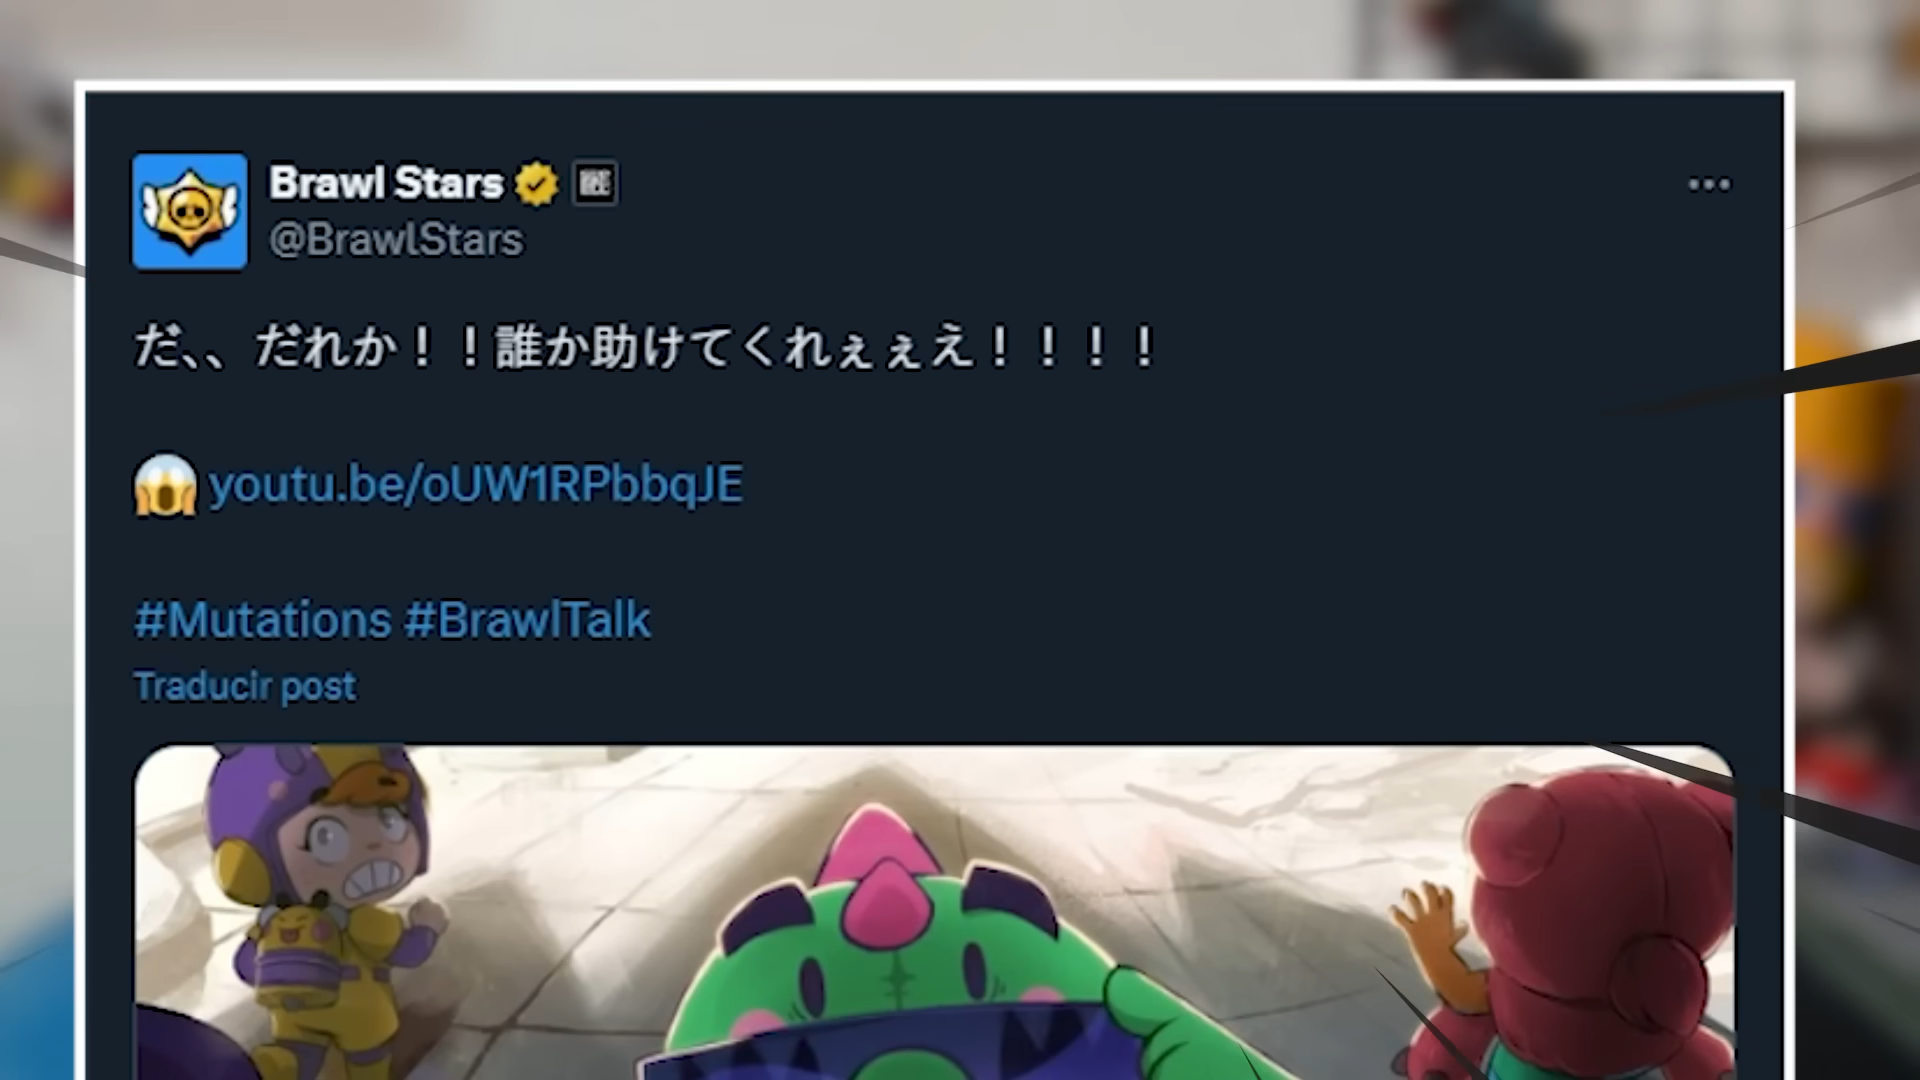 Brawl Stars
@BrawlStars
だ、、だれか！！誰か助けてくれぇぇえ！！！！
youtu.be/oUW1RPbbqJE
#Mutations #BrawlTalk
Traducir post